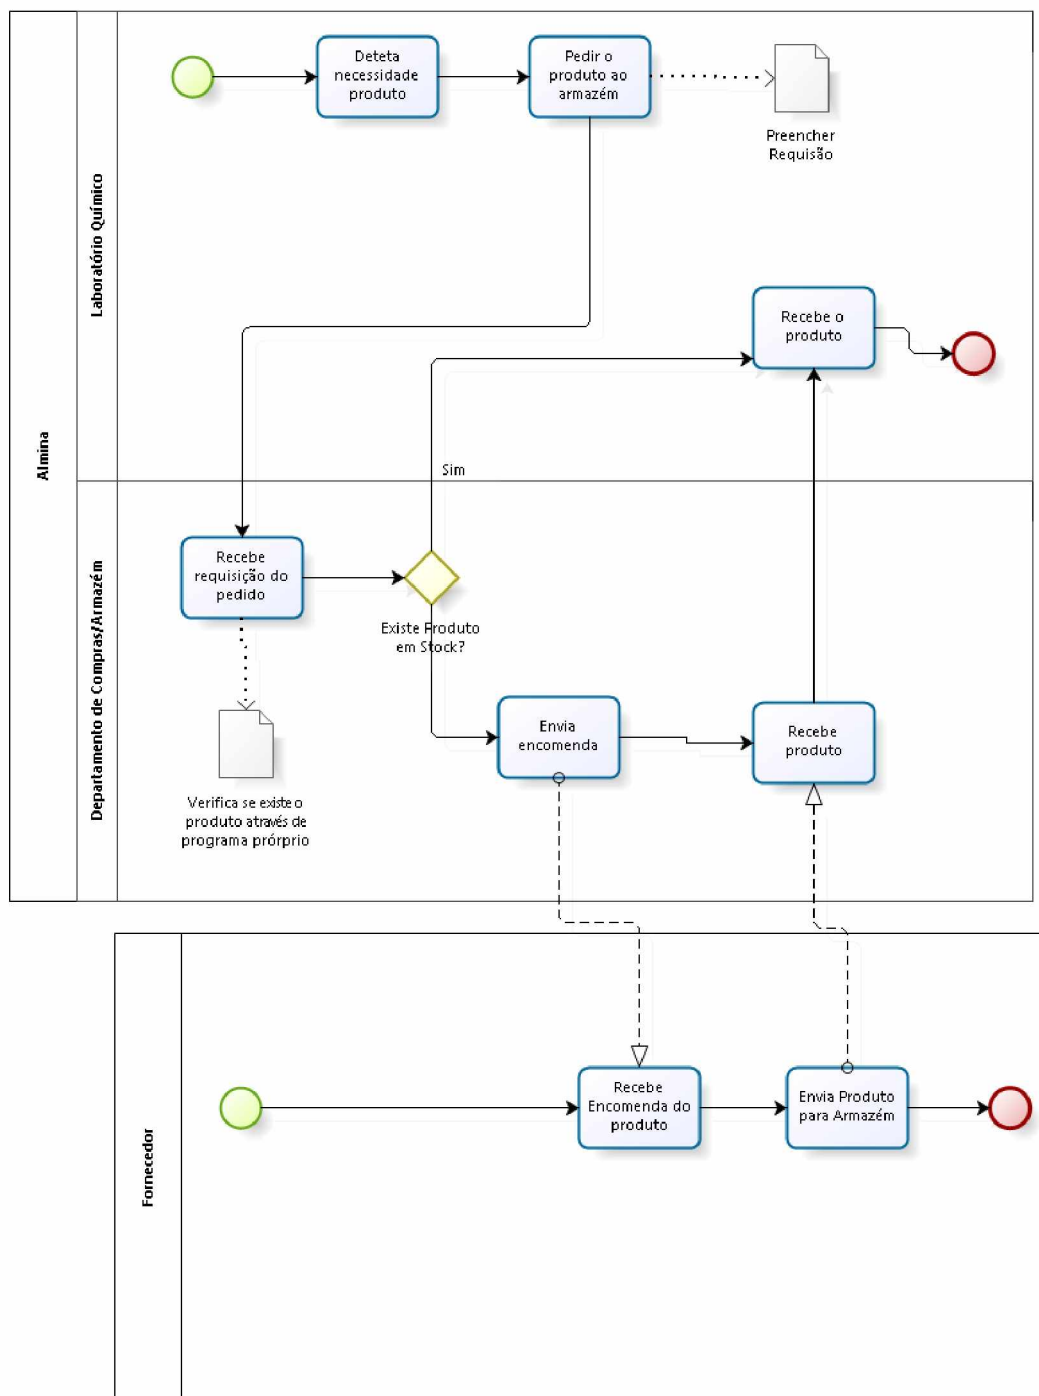 Almina
Laboratório Químico
Deteta
necessidade
produto
Pedir o
produto ao
armazém
Preencher
Requisão
Recebe o
produto
Sim
Departamento de Compras/Armazém
Recebe
requisição do
pedido
Existe Produto
em Stock?
Envia
encomenda
Recebe
produto
Verifica se existe o
produto através de
programa prórprio
Fornecedor
Recebe
Encomenda do
produto
Envia Produto
para Armazém